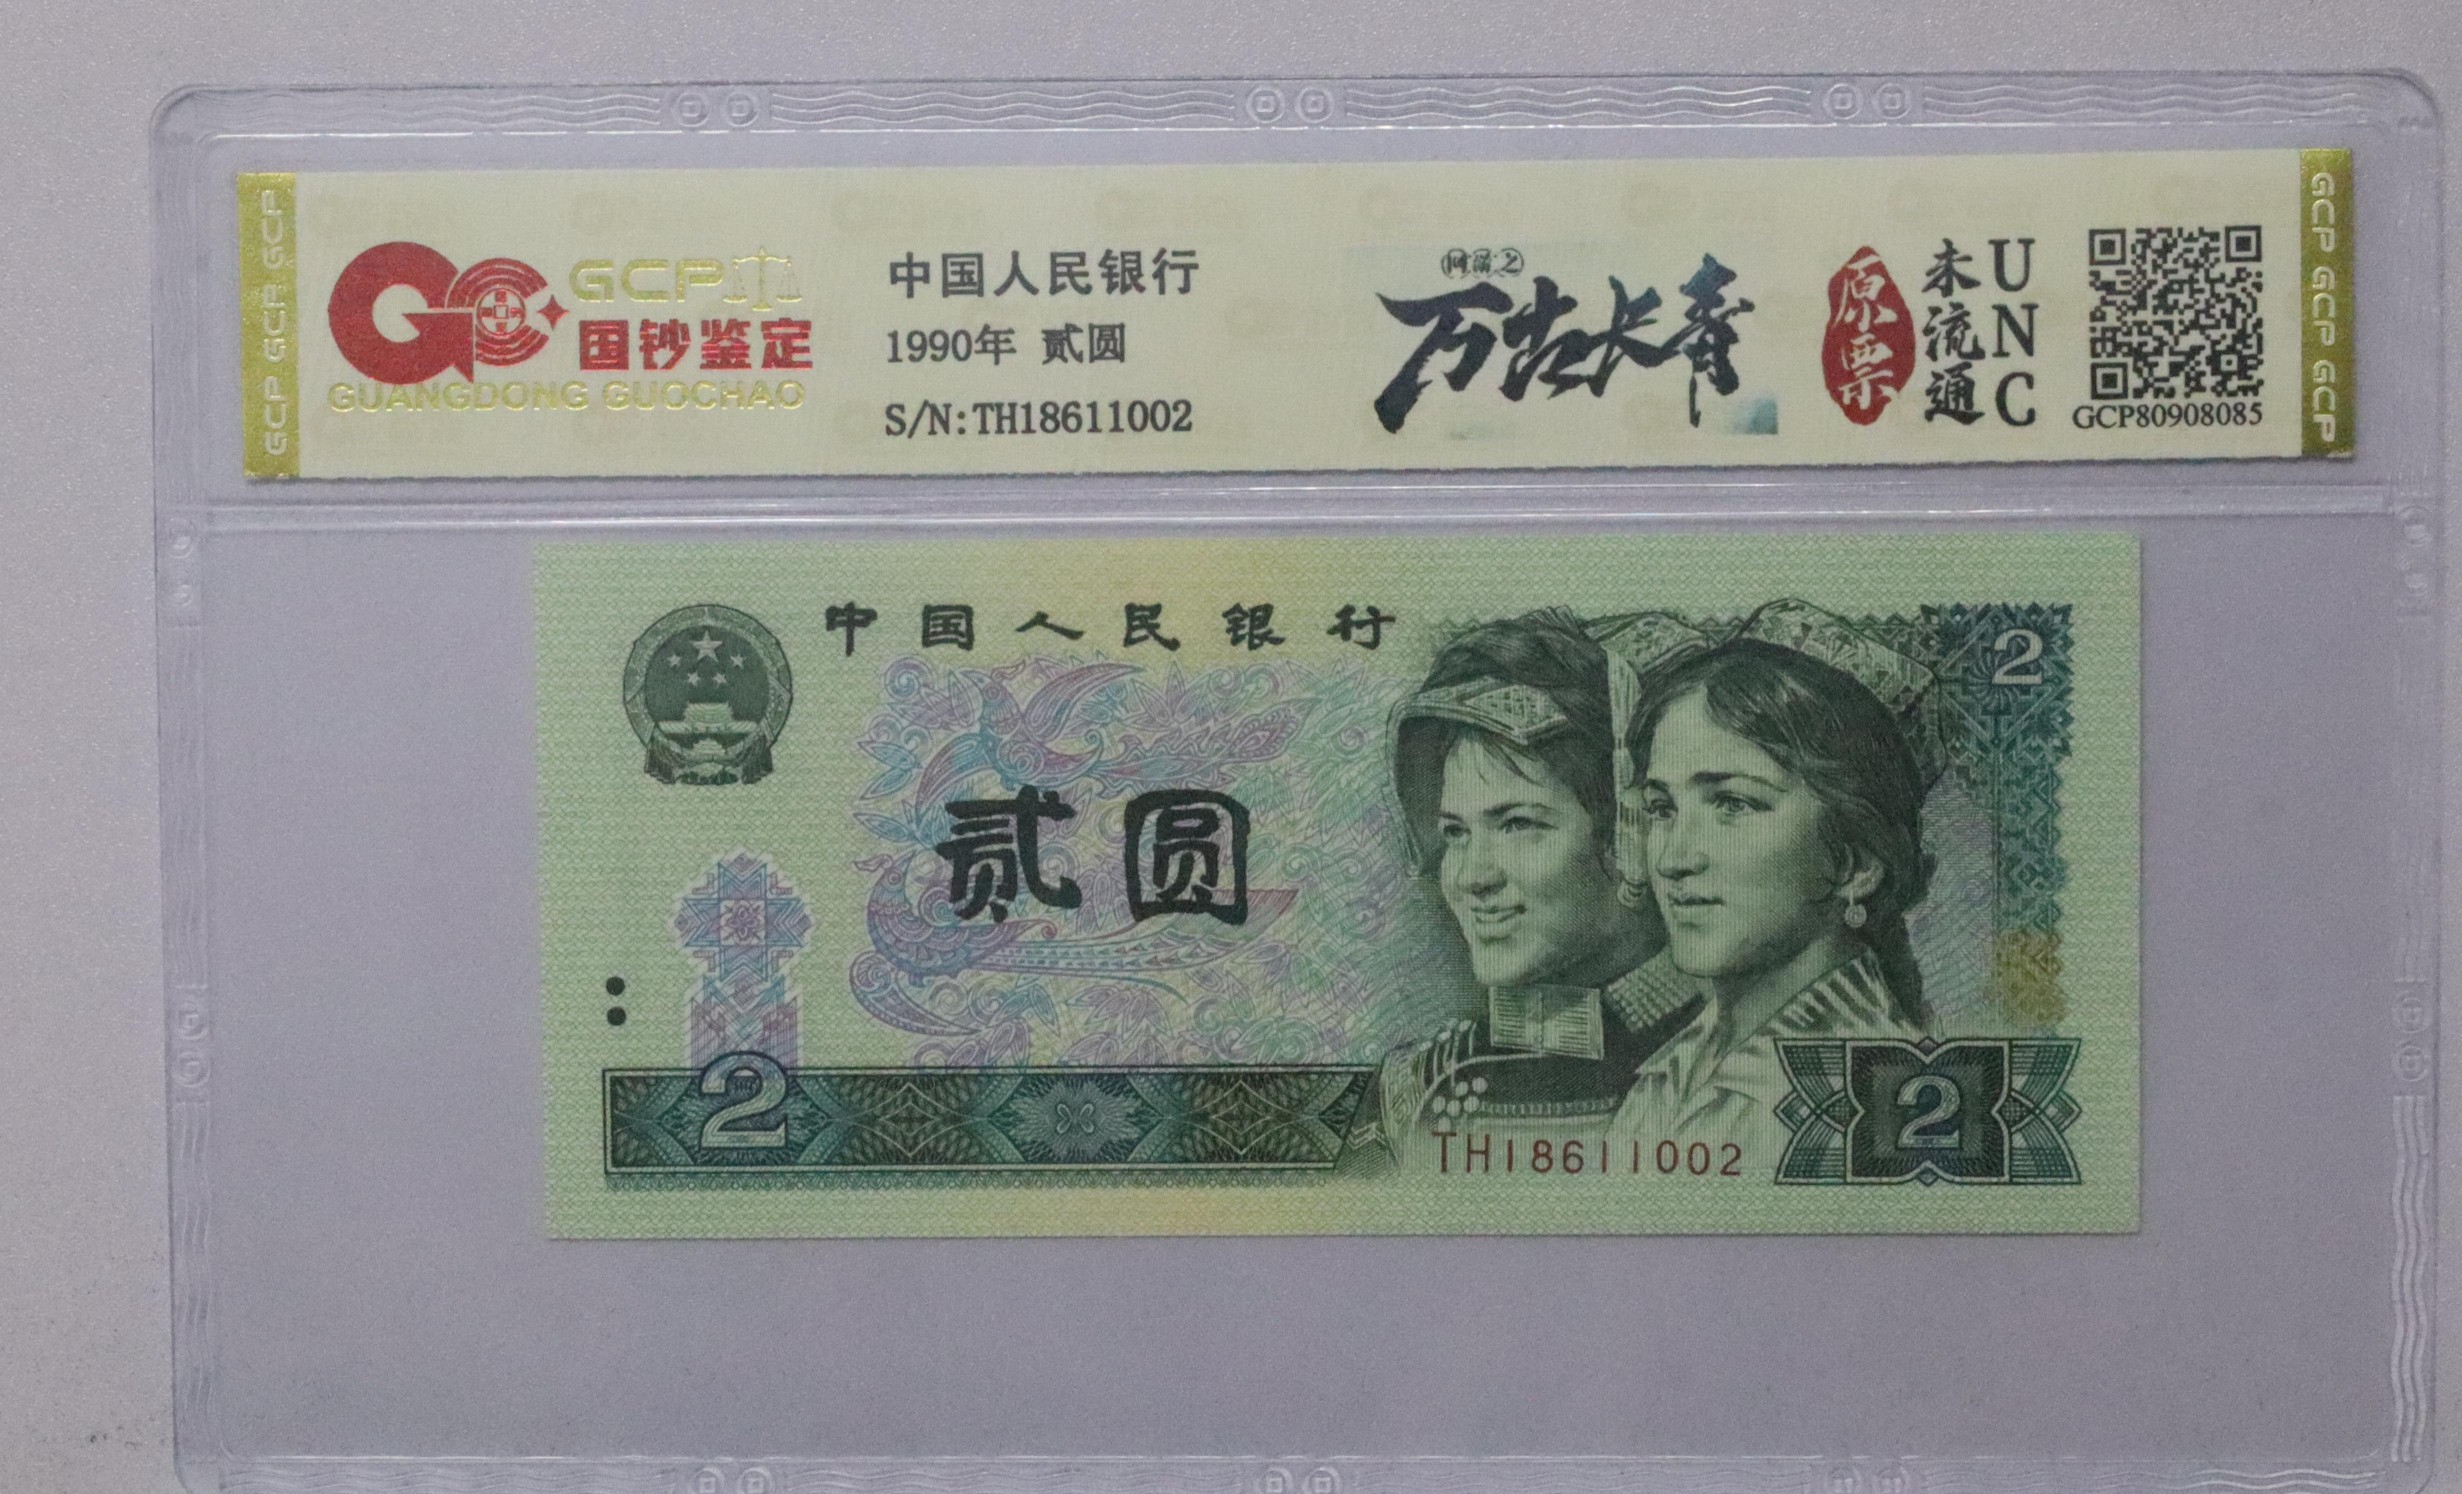 GCP GCP GCP
GCP
国钞鉴定
GUANGDONG GUOCHAO
中国人民银行
1990年 贰圆
S/N:TH18611002
万古长青
原票
未流通
UNC
GCP80908085
GCP GCP GCP
中国人民银行
2
贰圆
2
TH18611002
2